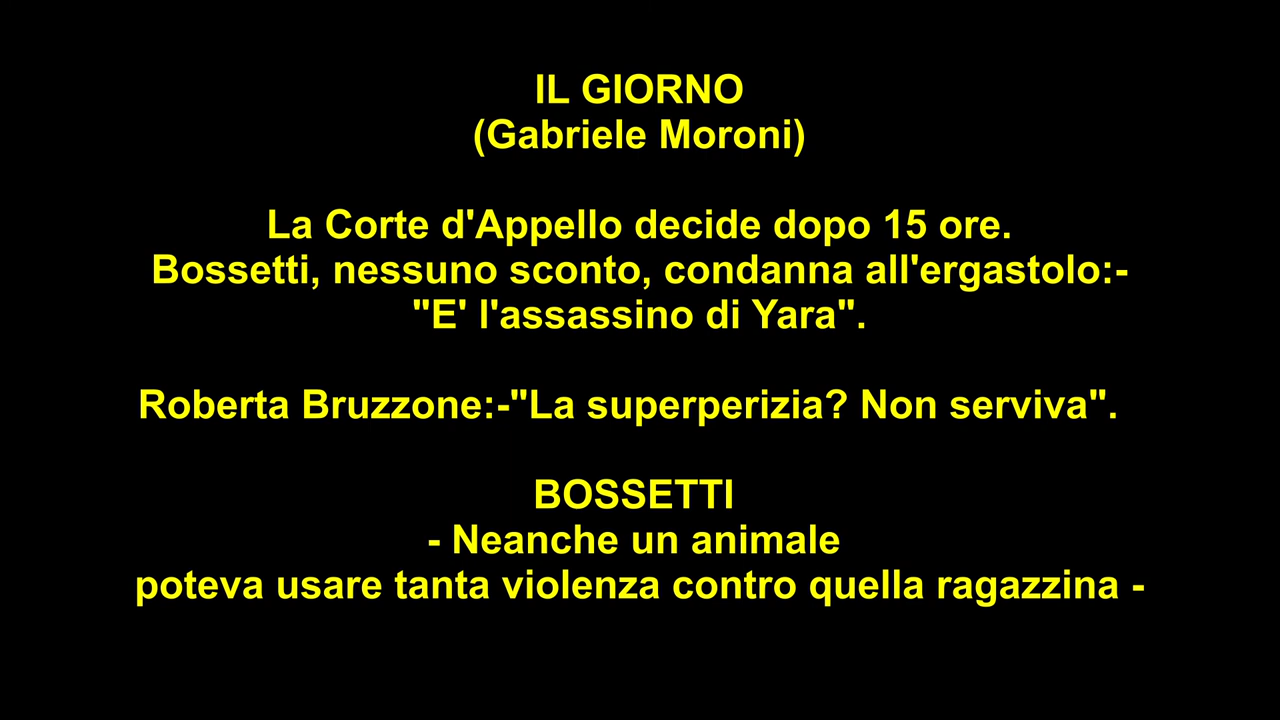 IL GIORNO
(Gabriele Moroni)
La Corte d'Appello decide dopo 15 ore.
Bossetti, nessuno sconto, condanna all'ergastolo:-
"E' l'assassino di Yara".
Roberta Bruzzone:-"La superperizia? Non serviva".
BOSSETTI
- Neanche un animale
poteva usare tanta violenza contro quella ragazzina -